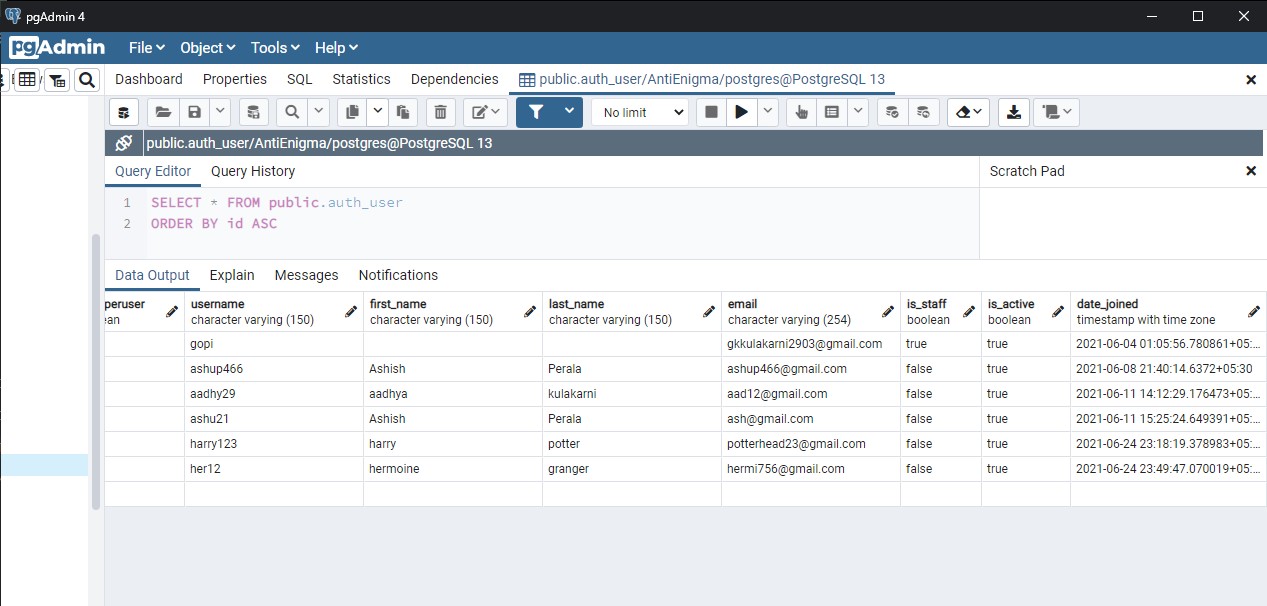 pgAdmin 4
pgAdmin File Object Tools Help
Dashboard Properties SQL Statistics Dependencies public.auth_user/AntiEnigma/postgres@PostgreSQL 13
No limit
public.auth_user/AntiEnigma/postgres@PostgreSQL 13
Query Editor Query History Scratch Pad
1 SELECT * FROM public.auth_user
2 ORDER BY id ASC
Data Output Explain Messages Notifications
peruser username first_name last_name email is_staff is_active date_joined
ean character varying (150) character varying (150) character varying (150) character varying (254) boolean boolean timestamp with time zone
gopi gkkulakarni2903@gmail.com true true 2021-06-04 01:05:56.780861+05:...
ashup466 Ashish Perala ashup466@gmail.com false true 2021-06-08 21:40:14.6372+05:30
aadhy29 aadhya kulakarni aad12@gmail.com false true 2021-06-11 14:12:29.176473+05:...
ashu21 Ashish Perala ash@gmail.com false true 2021-06-11 15:25:24.649391+05:...
harry123 harry potter potterhead23@gmail.com false true 2021-06-24 23:18:19.378983+05:...
her12 hermoine granger hermi756@gmail.com false true 2021-06-24 23:49:47.070019+05:...